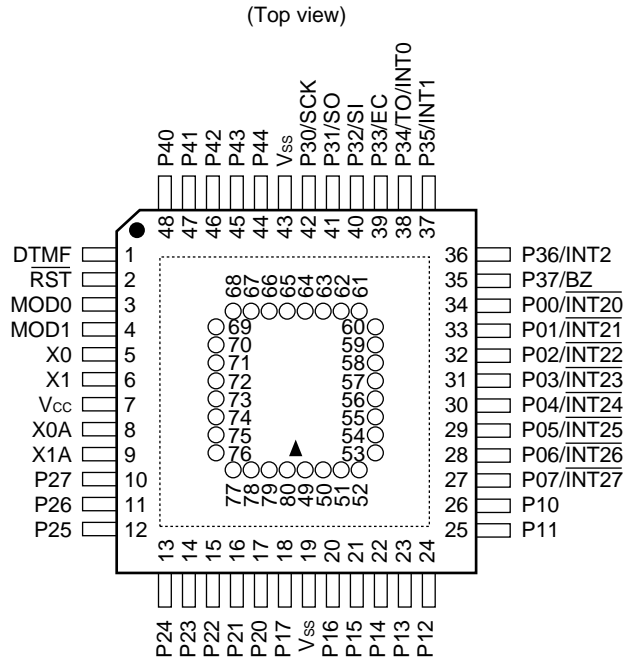 (Top view)
P40
P41
P42
P43
P44
Vss
P30/SCK
P31/SO
P32/SI
P33/EC
P34/TO/INT0
P35/INT1
48
47
46
45
44
43
42
41
40
39
38
37
DTMF 1
RST 2
MOD0 3
MOD1 4
X0 5
X1 6
Vcc 7
X0A 8
X1A 9
P27 10
P26 11
P25 12
36 P36/INT2
35 P37/BZ
34 P00/INT20
33 P01/INT21
32 P02/INT22
31 P03/INT23
30 P04/INT24
29 P05/INT25
28 P06/INT26
27 P07/INT27
26 P10
25 P11
68
67
66
65
64
63
62
61
69
70
71
72
73
74
75
76
60
59
58
57
56
55
54
53
77
78
79
80
49
50
51
52
13
14
15
16
17
18
19
20
21
22
23
24
P24
P23
P22
P21
P20
P17
Vss
P16
P15
P14
P13
P12